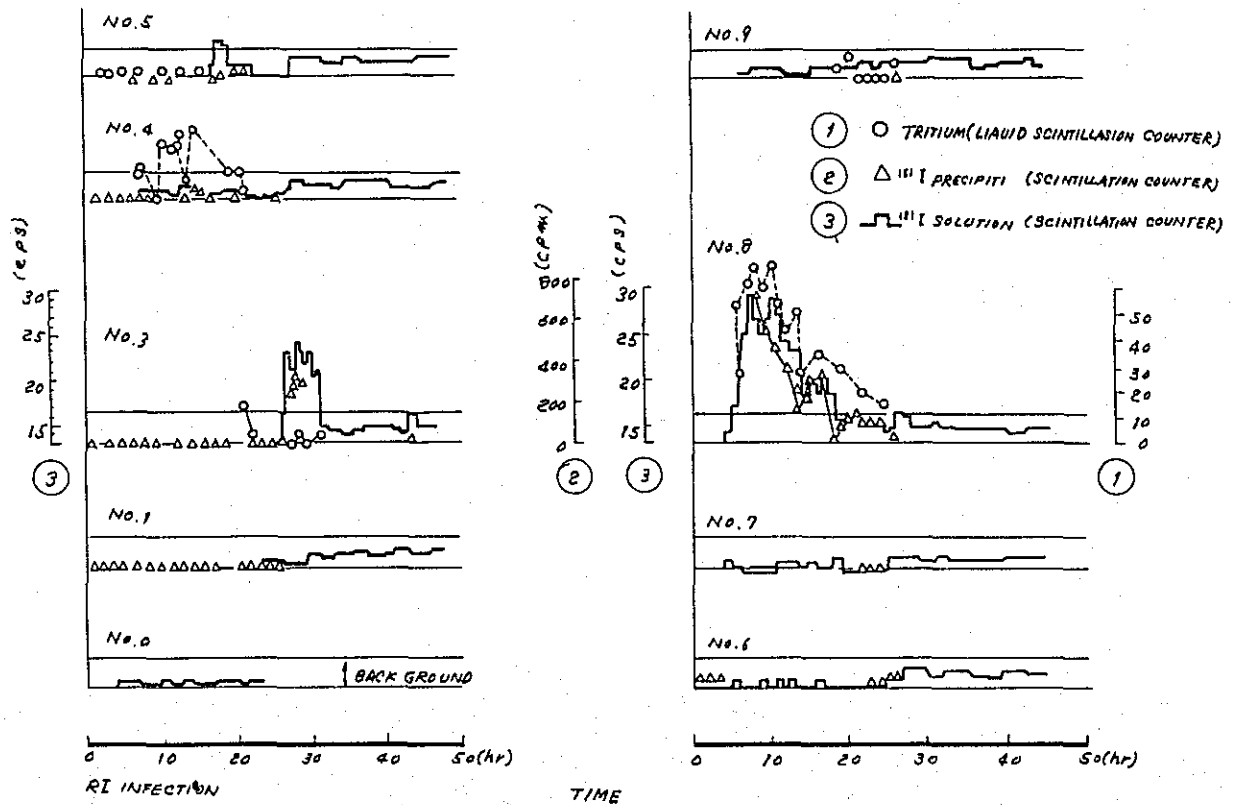 No.5
No.4
(cps)
30
25
20
15
③
No.3
No.1
No.0
BACK GROUND
0 10 20 30 40 50(hr)
RI INFECTION
TIME
(cpm)
800
600
400
200
0
②
(cps)
30
25
20
15
③
No.9
① ○ TRITIUM(LIAUID SCINTILLASION COUNTER)
② △ 131 I PRECIPITI (SCINTILLATION COUNTER)
③ 131 I SOLUTION (SCINTILLATION COUNTER)
No.8
50
40
30
20
10
0
①
No.7
No.6
0 10 20 30 40 50(hr)